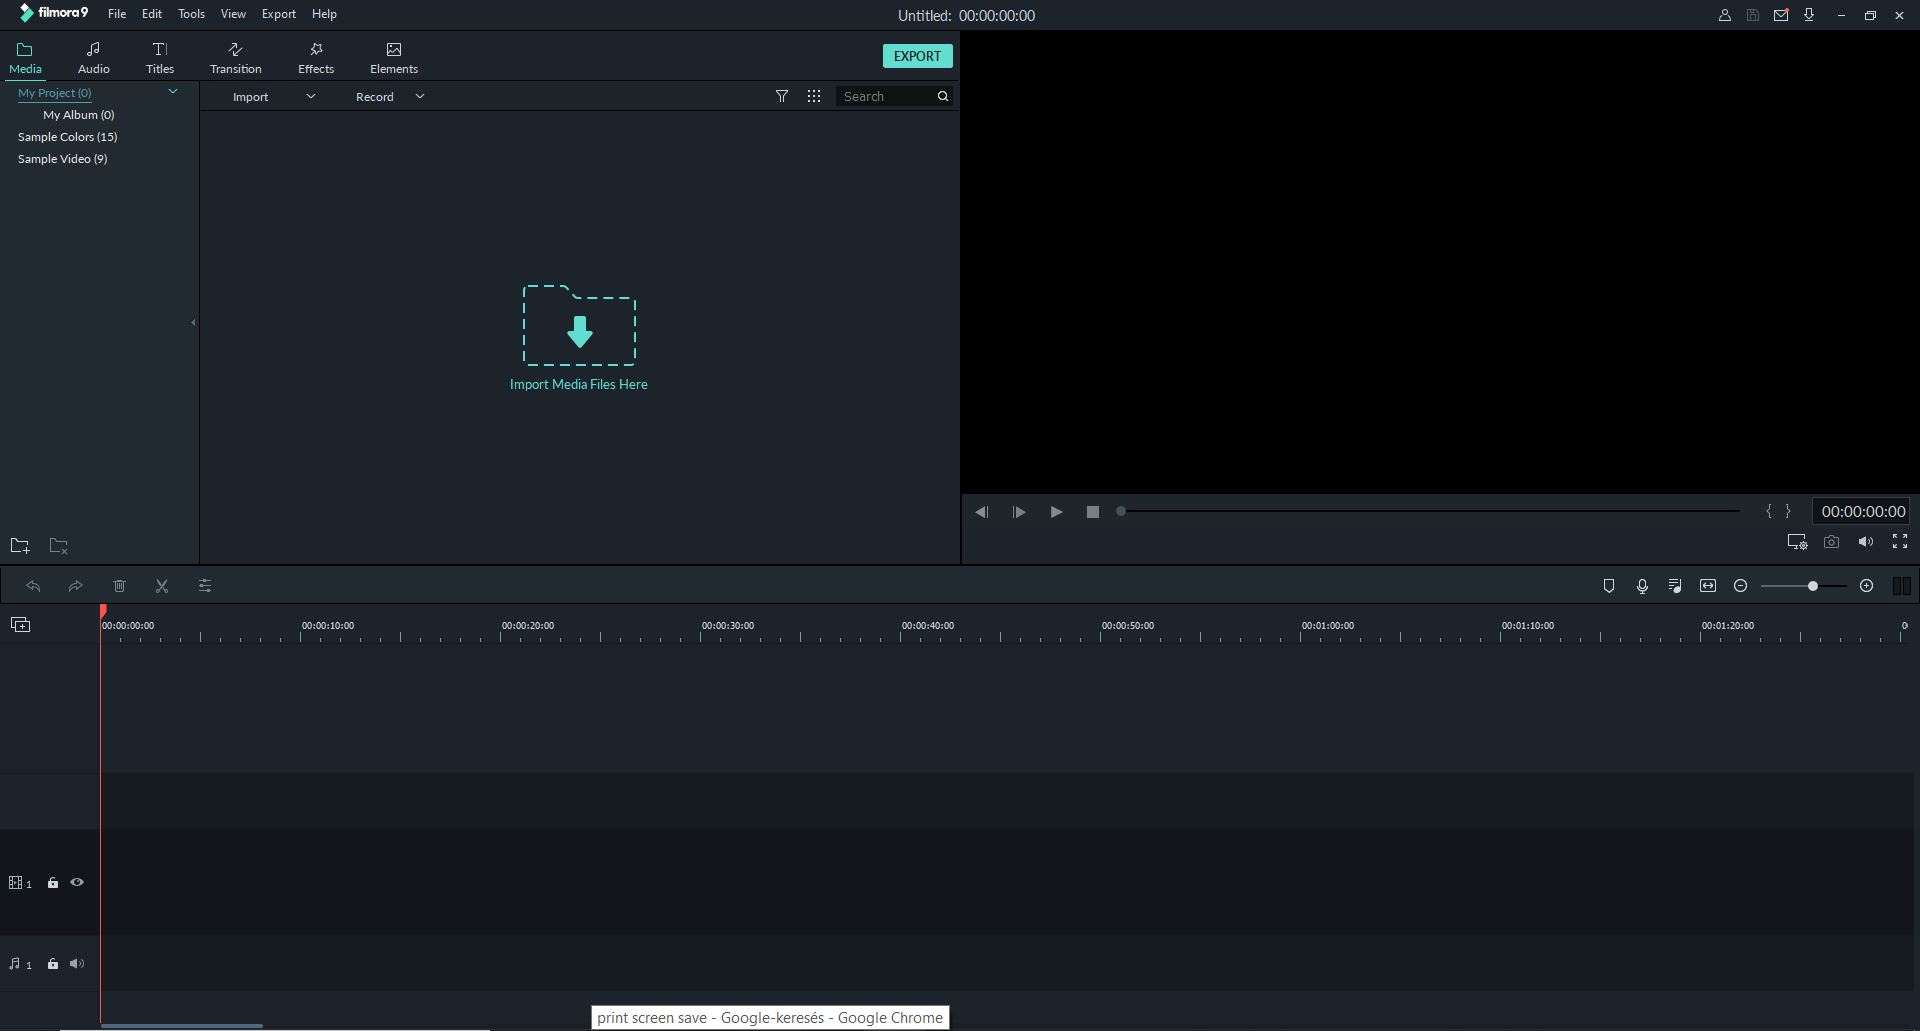 filmora9 File Edit Tools View Export Help Untitled: 00:00:00:00
Media Audio Titles Transition Effects Elements EXPORT
My Project (0)
My Album (0)
Sample Colors (15)
Sample Video (9)
Import Record Search
Import Media Files Here
{ } 00:00:00:00
00:00:00:00 00:00:10:00 00:00:20:00 00:00:30:00 00:00:40:00 00:00:50:00 00:01:00:00 00:01:10:00 00:01:20:00
1
1
print screen save - Google-keresés - Google Chrome